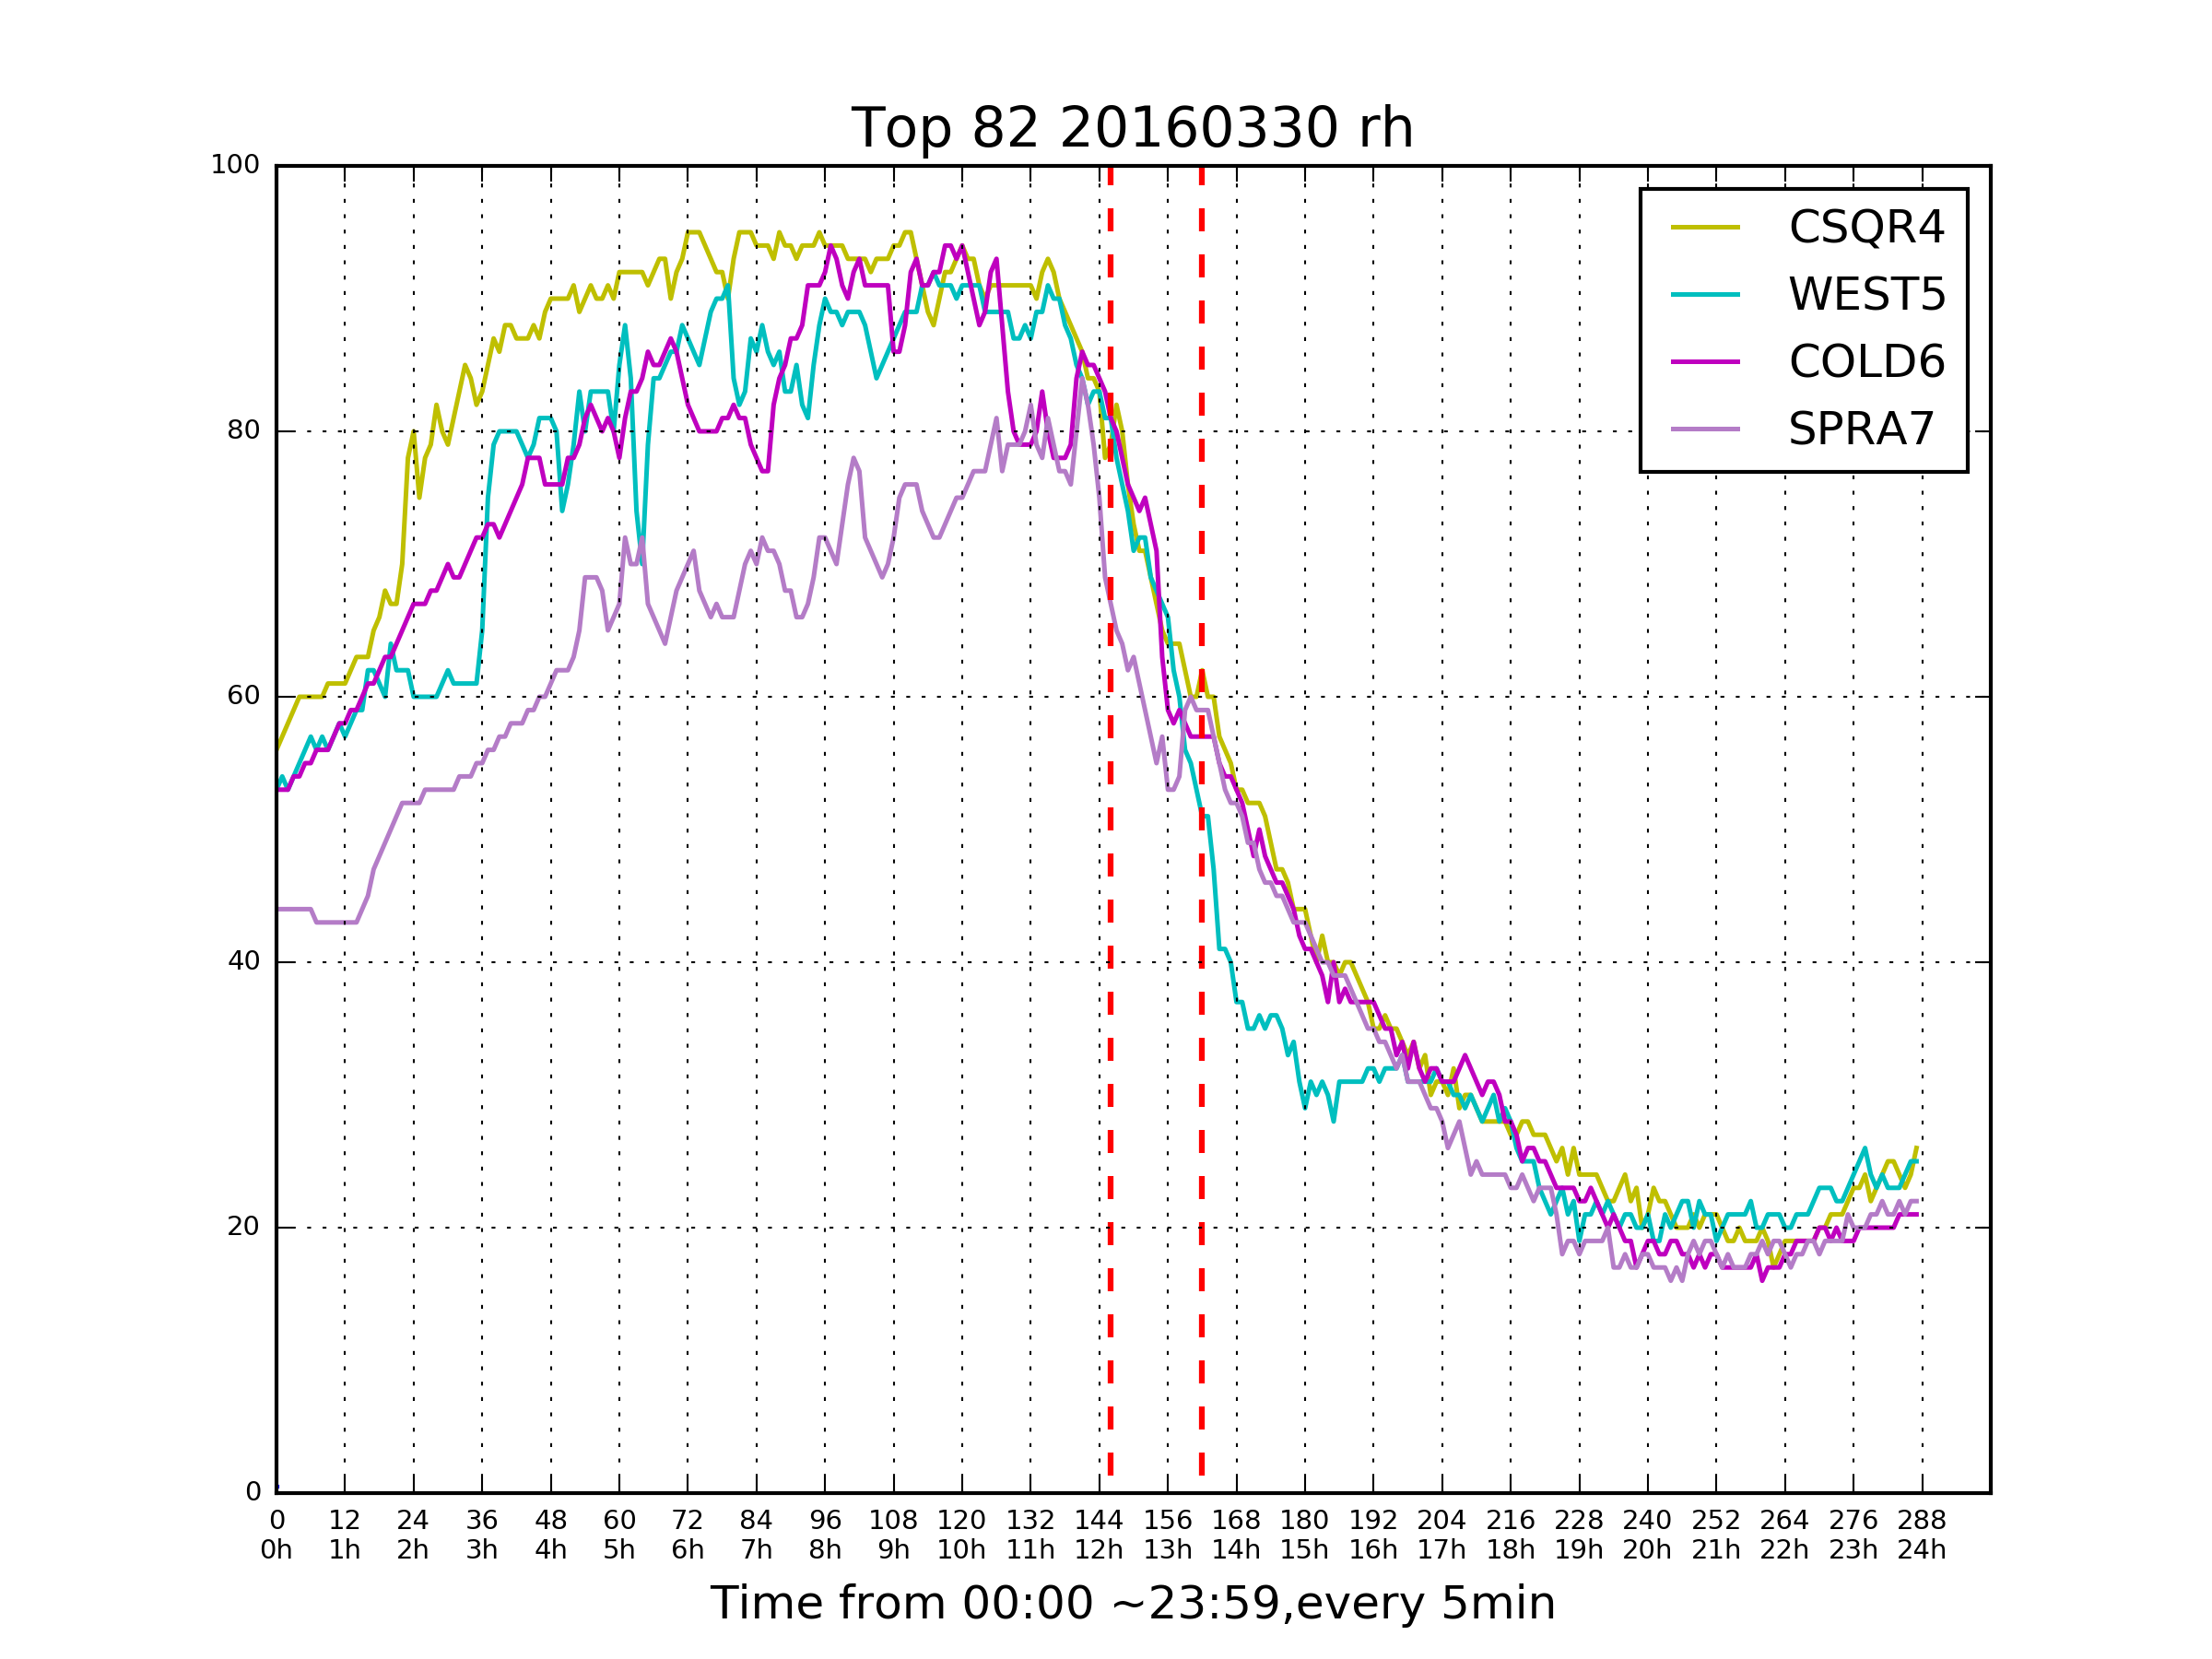 Top 82 20160330 rh
100
80
60
40
20
0
CSQR4
WEST5
COLD6
SPRA7
0 12 24 36 48 60 72 84 96 108 120 132 144 156 168 180 192 204 216 228 240 252 264 276 288
0h 1h 2h 3h 4h 5h 6h 7h 8h 9h 10h 11h 12h 13h 14h 15h 16h 17h 18h 19h 20h 21h 22h 23h 24h
Time from 00:00 ~23:59,every 5min